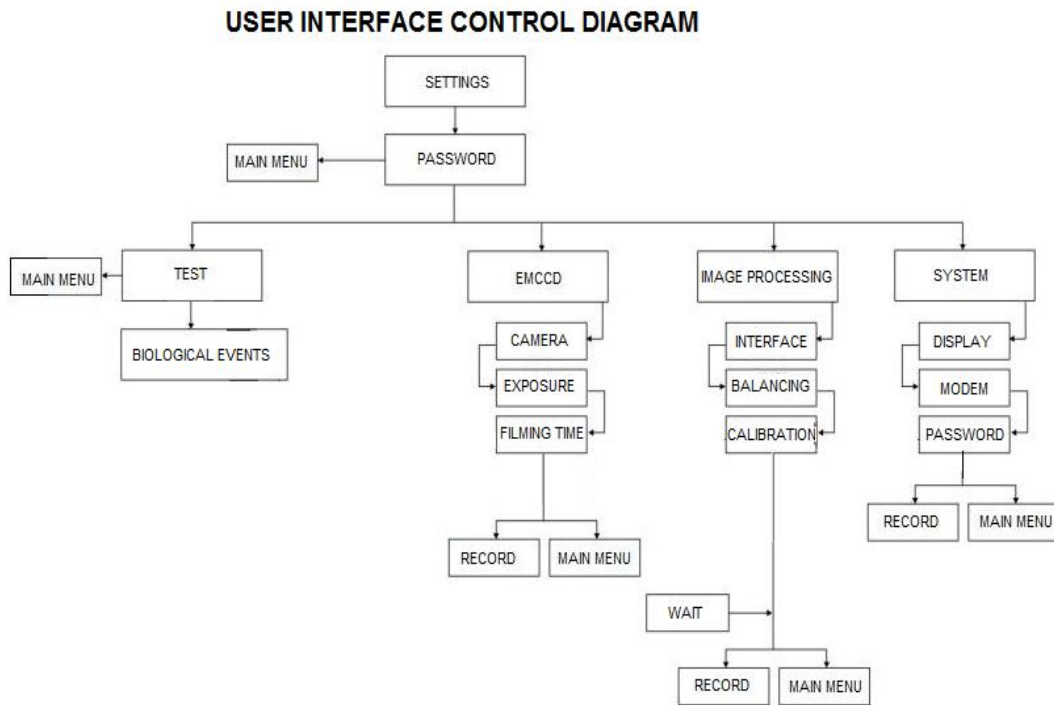 USER INTERFACE CONTROL DIAGRAM
SETTINGS
MAIN MENU
PASSWORD
MAIN MENU
TEST
EMCCD
IMAGE PROCESSING
SYSTEM
BIOLOGICAL EVENTS
CAMERA
INTERFACE
DISPLAY
EXPOSURE
BALANCING
MODEM
FILMING TIME
CALIBRATION
PASSWORD
RECORD
MAIN MENU
RECORD
MAIN MENU
WAIT
RECORD
MAIN MENU